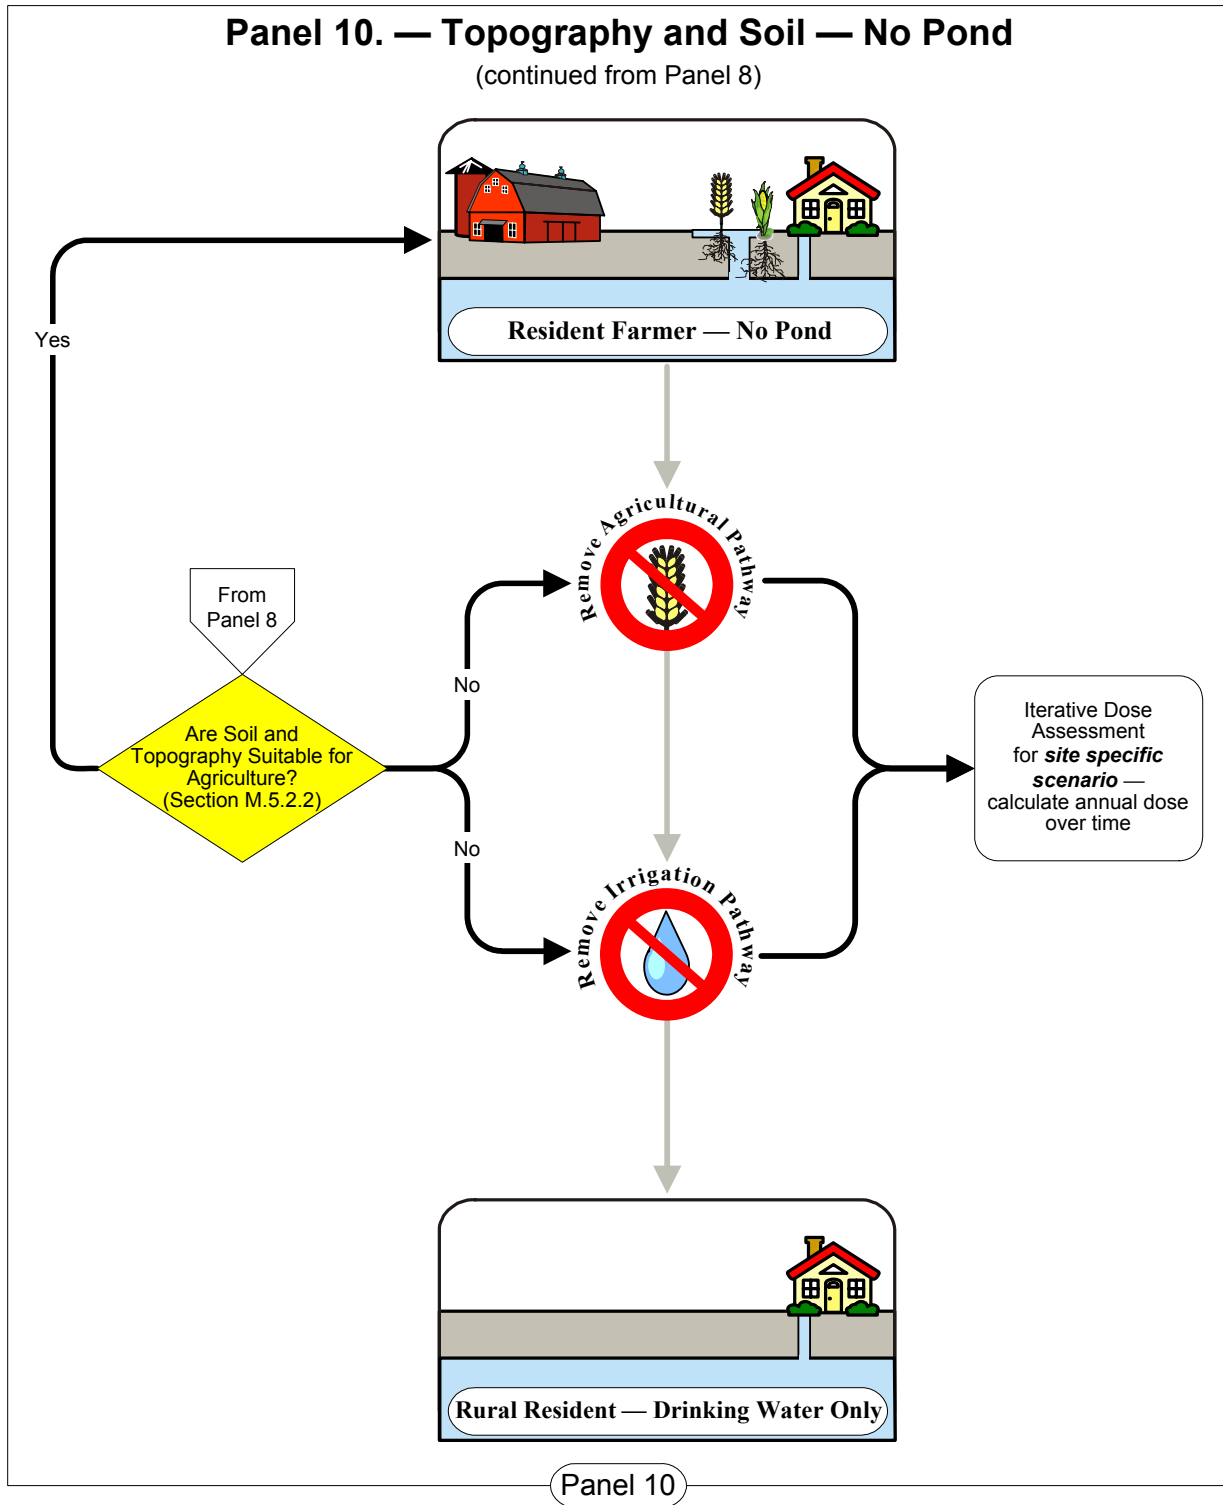 Panel 10. — Topography and Soil — No Pond
(continued from Panel 8)
Resident Farmer — No Pond
Yes
Remove Agricultural Pathway
From
Panel 8
No
Are Soil and
Topography Suitable for
Agriculture?
(Section M.5.2.2)
Iterative Dose
Assessment
for site specific
scenario —
calculate annual dose
over time
No
Remove Irrigation Pathway
Rural Resident — Drinking Water Only
Panel 10